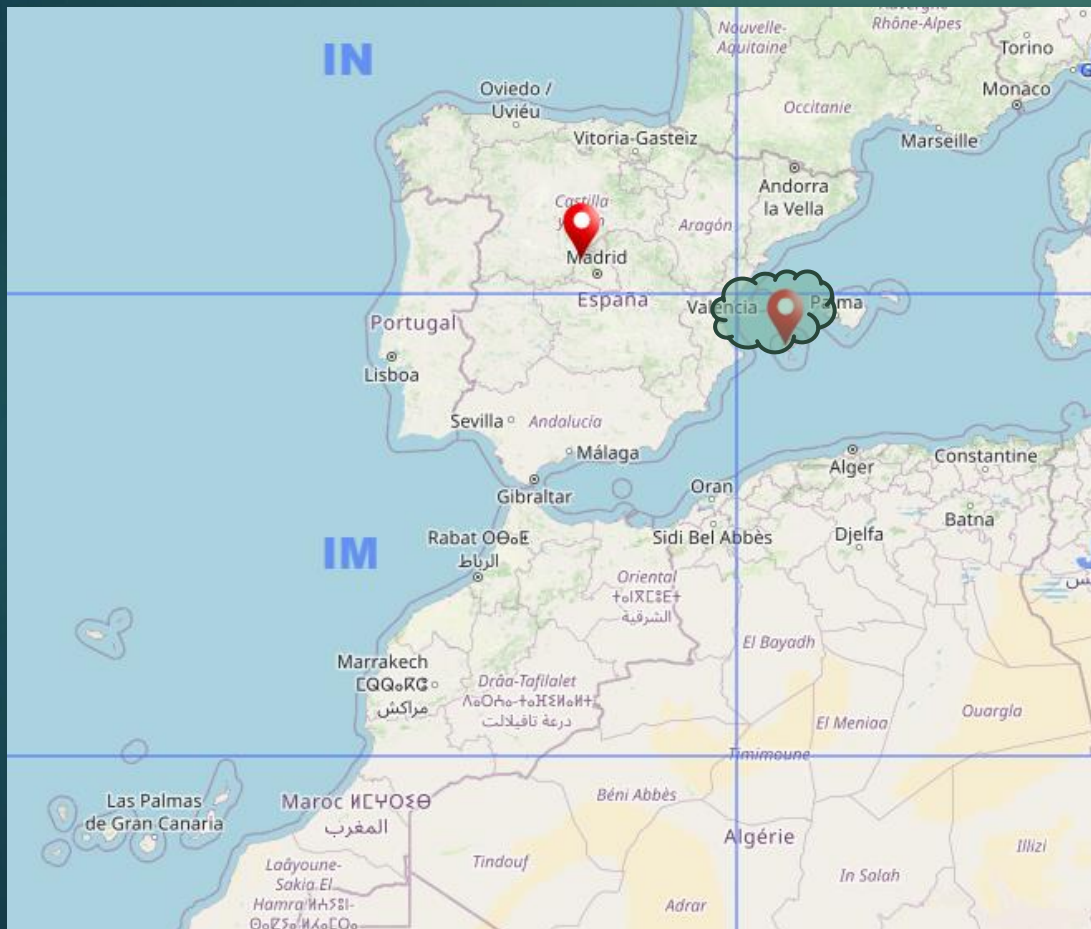 Nouvelle-
Aquitaine
Rhône-Alpes
Torino
IN
Monaco
Oviedo /
Uviéu
Occitanie
Vitoria-Gasteiz
Marseille
Andorra
la Vella
Castilla
Aragón
Madrid
España
Valencia
Palma
Portugal
Lisboa
Sevilla
Andalucía
Málaga
Constantine
Alger
Gibraltar
Oran
Batna
Rabat ⵔⴱⴰⵟ
الرباط
Sidi Bel Abbès
Djelfa
IM
Oriental
الشرقية
El Bayadh
Marrakech
مراكش
Drâa-Tafilalet
درعة تافيلالت
Ouargla
El Meniaa
Timimoune
Béni Abbès
Las Palmas
de Gran Canaria
Maroc ⵍⵎⵖⵔⵉⴱ
المغرب
Algérie
Illizi
Tindouf
Laâyoune-
Sakia El
Hamra
In Salah
Adrar